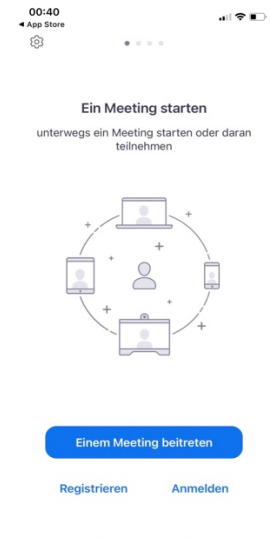 00:40
◀ App Store
Ein Meeting starten
unterwegs ein Meeting starten oder daran
teilnehmen
Einem Meeting beitreten
Registrieren Anmelden